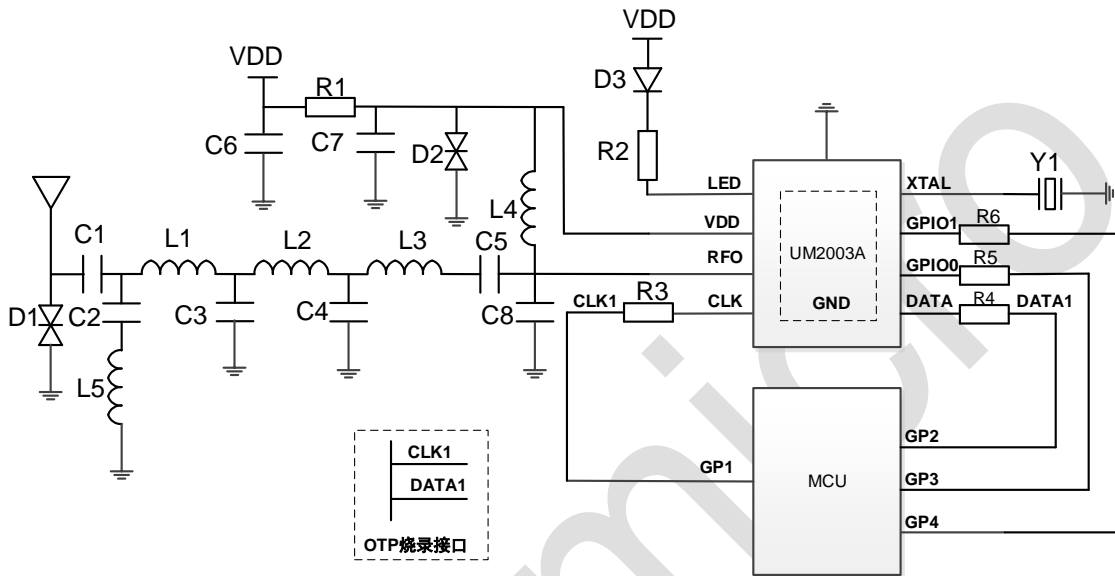 VDD
VDD
R1
D3
C6
C7
D2
R2
Y1
LED
XTAL
L4
GPIO1
R6
VDD
C1
L1
L2
L3
C5
RFO
UM2003A
GPIO0
R5
D1
C2
C3
C4
C8
CLK1
R3
CLK
GND
DATA
R4
DATA1
L5
CLK1
DATA1
OTP烧录接口
GP1
MCU
GP2
GP3
GP4
micro